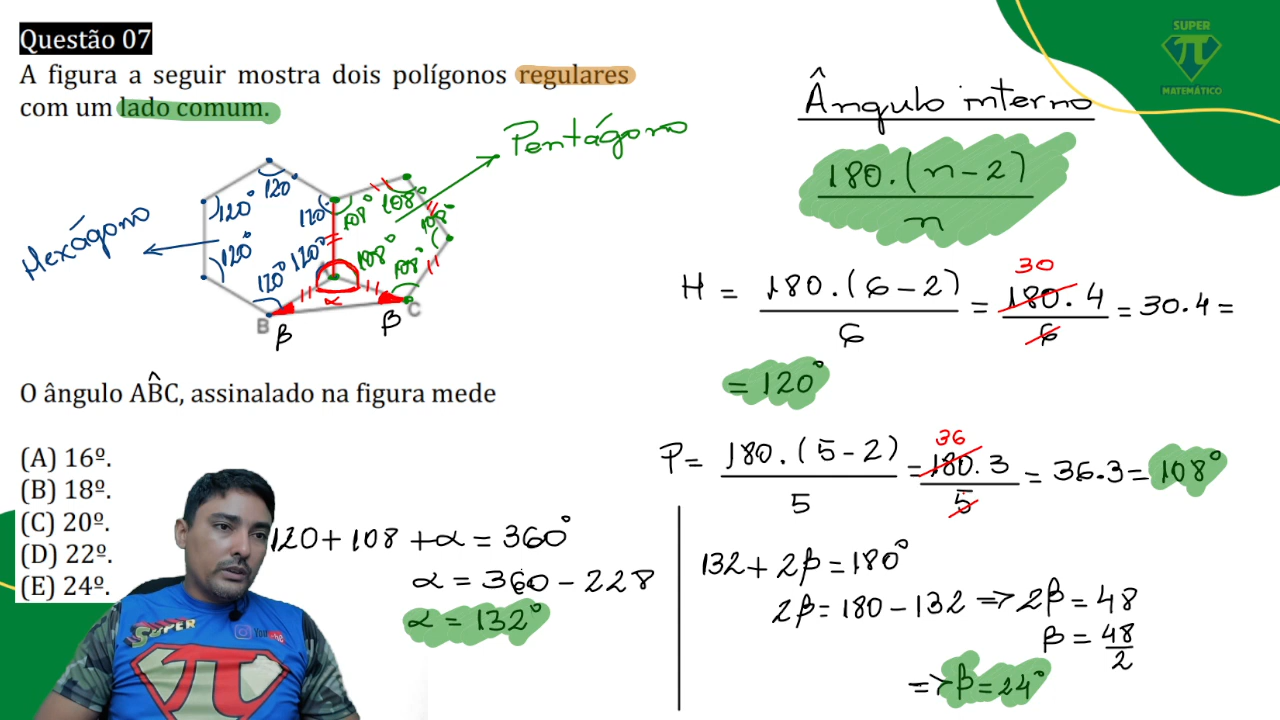 Questão 07
A figura a seguir mostra dois polígonos regulares
com um lado comum.
SUPER
π
MATEMÁTICO
Ângulo interno
180.(n-2)
n
Pentágono
Hexágono
120°
120
120°
120°
120°
120°
108°
108°
108°
108°
108°
α
B
β
β
C
H = 180.(6-2) / 6 = 180.4 / 6 = 30.4 =
30
= 120°
O ângulo AB̂C, assinalado na figura mede
(A) 16º.
(B) 18º.
(C) 20º.
(D) 22º.
(E) 24º.
P = 180.(5-2) / 5 = 180.3 / 5 = 36.3 = 108°
36
120 + 108 + α = 360°
α = 360 - 228
α = 132°
132 + 2β = 180°
2β = 180 - 132 => 2β = 48
β = 48 / 2
=> β = 24°
SUPER
π